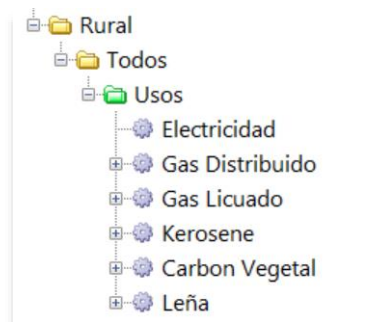 Rural
Todos
Usos
Electricidad
Gas Distribuido
Gas Licuado
Kerosene
Carbon Vegetal
Leña